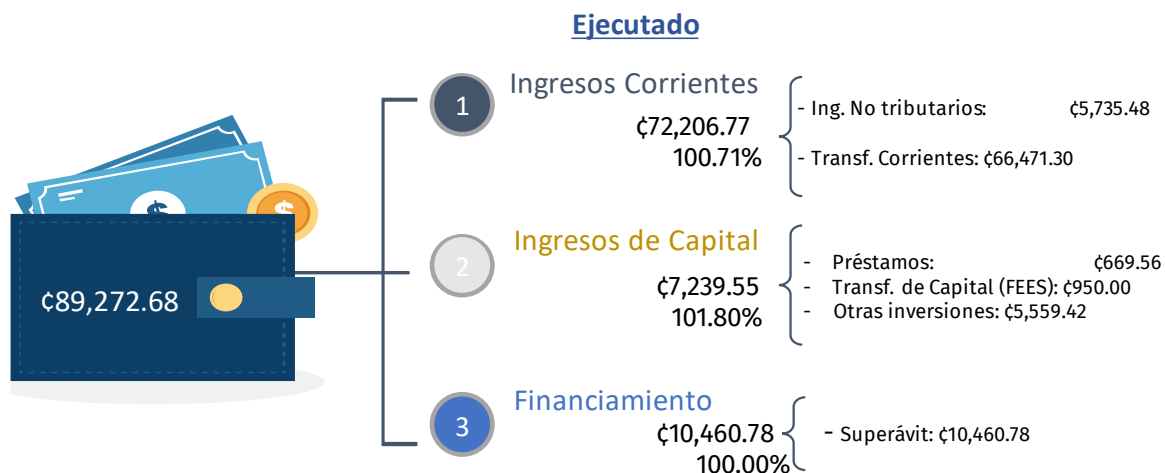 Ejecutado
₵89,272.68
1
Ingresos Corrientes
₵72,206.77
100.71%
- Ing. No tributarios: ₵5,735.48
- Transf. Corrientes: ₵66,471.30
2
Ingresos de Capital
₵7,239.55
101.80%
- Préstamos: ₵669.56
- Transf. de Capital (FEES): ₵950.00
- Otras inversiones: ₵5,559.42
3
Financiamiento
₵10,460.78
100.00%
- Superávit: ₵10,460.78